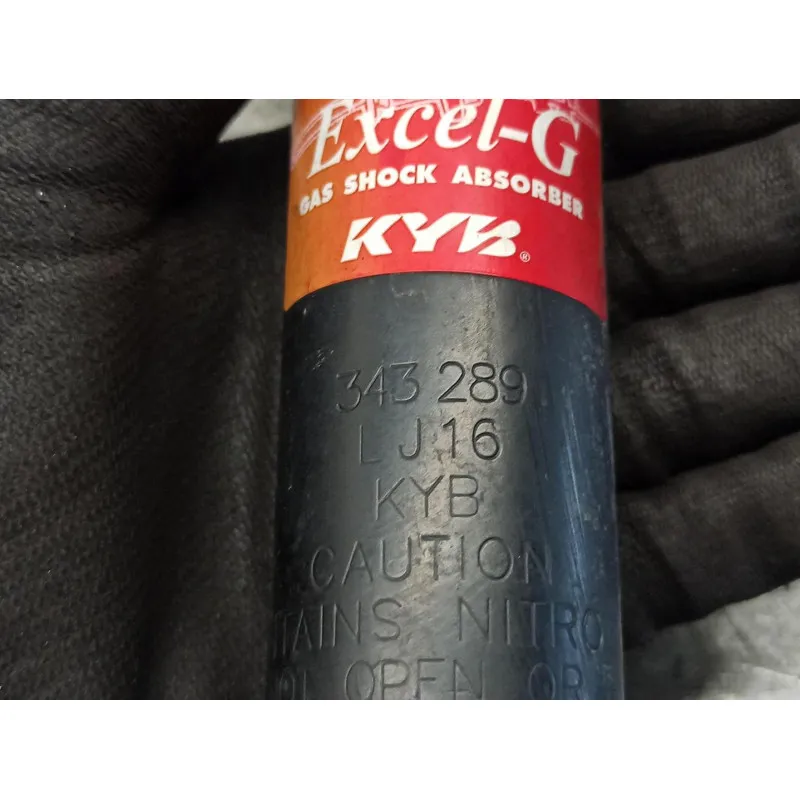 Excel-G
GAS SHOCK ABSORBER
KYB®
343 289
LJ16
KYB
CAUTION
TAINS NITRO
OPEN OR